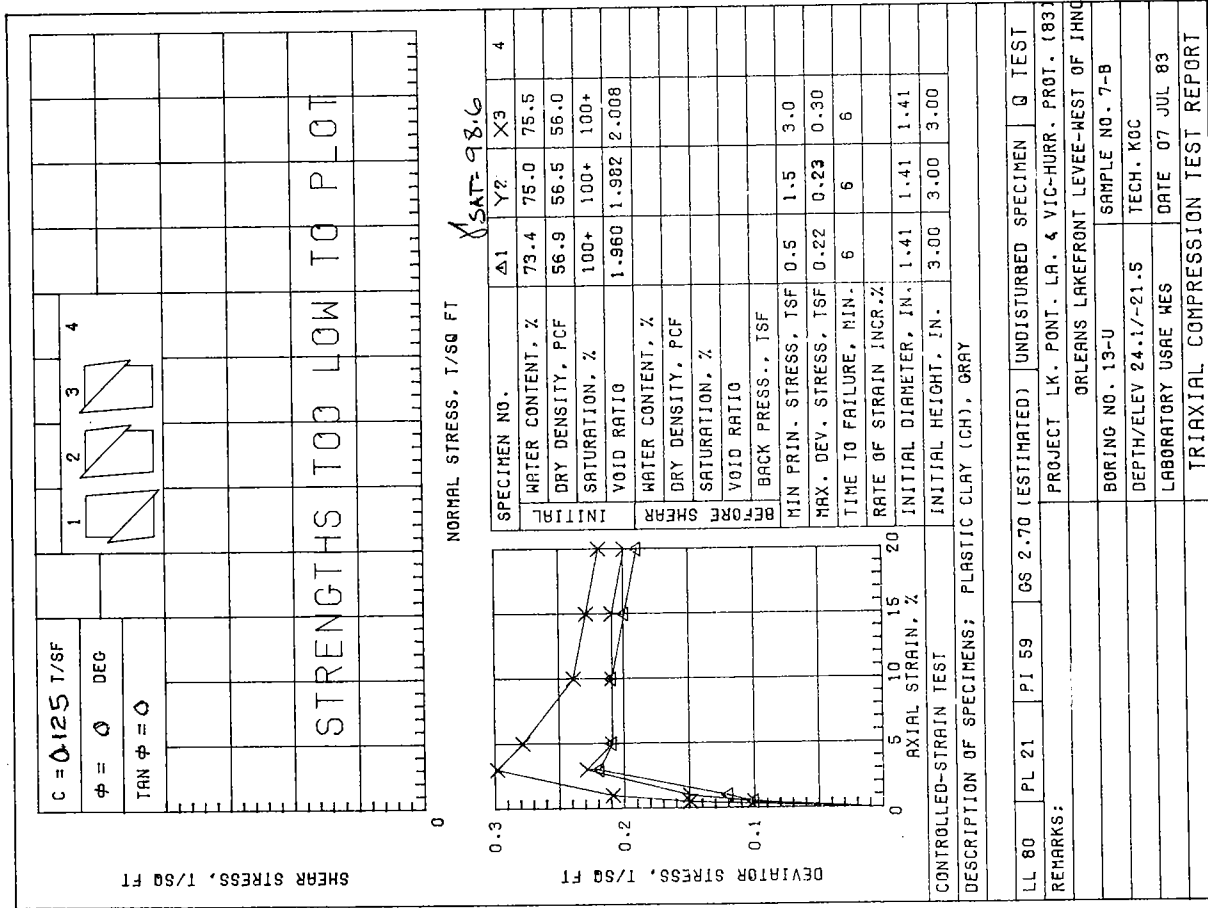 C = 0.125 T/SF
ϕ = 0 DEG
TAN ϕ = 0
1 2 3 4
SHEAR STRESS, T/SQ FT
STRENGTHS TOO LOW TO PLOT
0
NORMAL STRESS, T/SQ FT
γSAT = 98.6
DEVIATOR STRESS, T/SQ FT
0.3
0.2
0.1
0 5 10 15 20
AXIAL STRAIN, %
SPECIMEN NO. Δ1 Y2 X3 4
INITIAL
WATER CONTENT, % 73.4 75.0 75.5
DRY DENSITY, PCF 56.9 56.5 56.0
SATURATION, % 100+ 100+ 100+
VOID RATIO 1.960 1.982 2.008
BEFORE SHEAR
WATER CONTENT, %
DRY DENSITY, PCF
SATURATION, %
VOID RATIO
BACK PRESS., TSF
MIN PRIN. STRESS, TSF 0.5 1.5 3.0
MAX. DEV. STRESS, TSF 0.22 0.23 0.30
TIME TO FAILURE, MIN. 6 6 6
RATE OF STRAIN INCR.%
INITIAL DIAMETER, IN. 1.41 1.41 1.41
INITIAL HEIGHT, IN. 3.00 3.00 3.00
CONTROLLED-STRAIN TEST
DESCRIPTION OF SPECIMENS; PLASTIC CLAY (CH), GRAY
LL 80 PL 21 PI 59 GS 2.70 (ESTIMATED) UNDISTURBED SPECIMEN Q TEST
REMARKS:
PROJECT LK. PONT. LA. & VIC-HURR. PROT. (83)
ORLEANS LAKEFRONT LEVEE-WEST OF IHNC
BORING NO. 13-U SAMPLE NO. 7-B
DEPTH/ELEV 24.1/-21.5 TECH. KOC
LABORATORY USAE WES DATE 07 JUL 83
TRIAXIAL COMPRESSION TEST REPORT